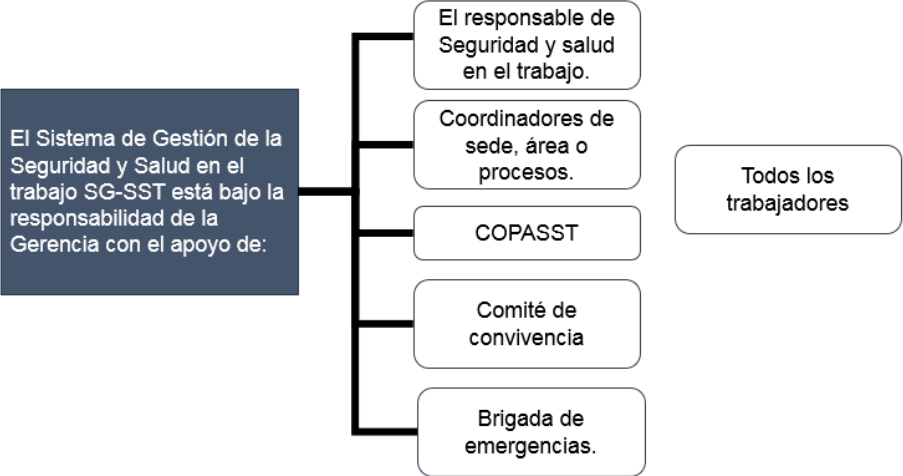 El Sistema de Gestión de la
Seguridad y Salud en el
trabajo SG-SST está bajo la
responsabilidad de la
Gerencia con el apoyo de:
El responsable de
Seguridad y salud
en el trabajo.
Coordinadores de
sede, área o
procesos.
COPASST
Comité de
convivencia
Brigada de
emergencias.
Todos los
trabajadores